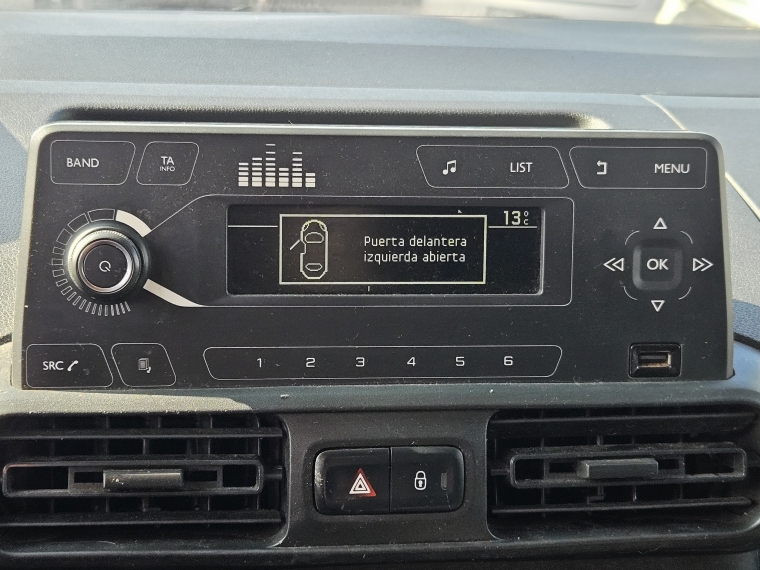 BAND
TA
INFO
LIST
MENU
13°C
Puerta delantera
izquierda abierta
OK
SRC
1 2 3 4 5 6